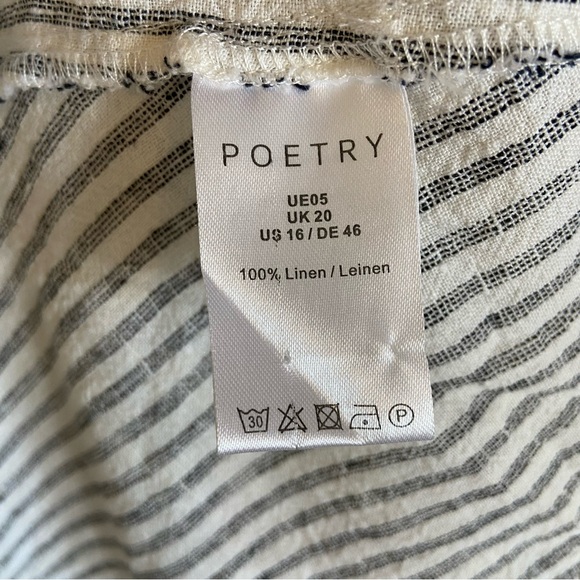 POETRY
UE05
UK 20
US 16 / DE 46
100% Linen / Leinen
30 P